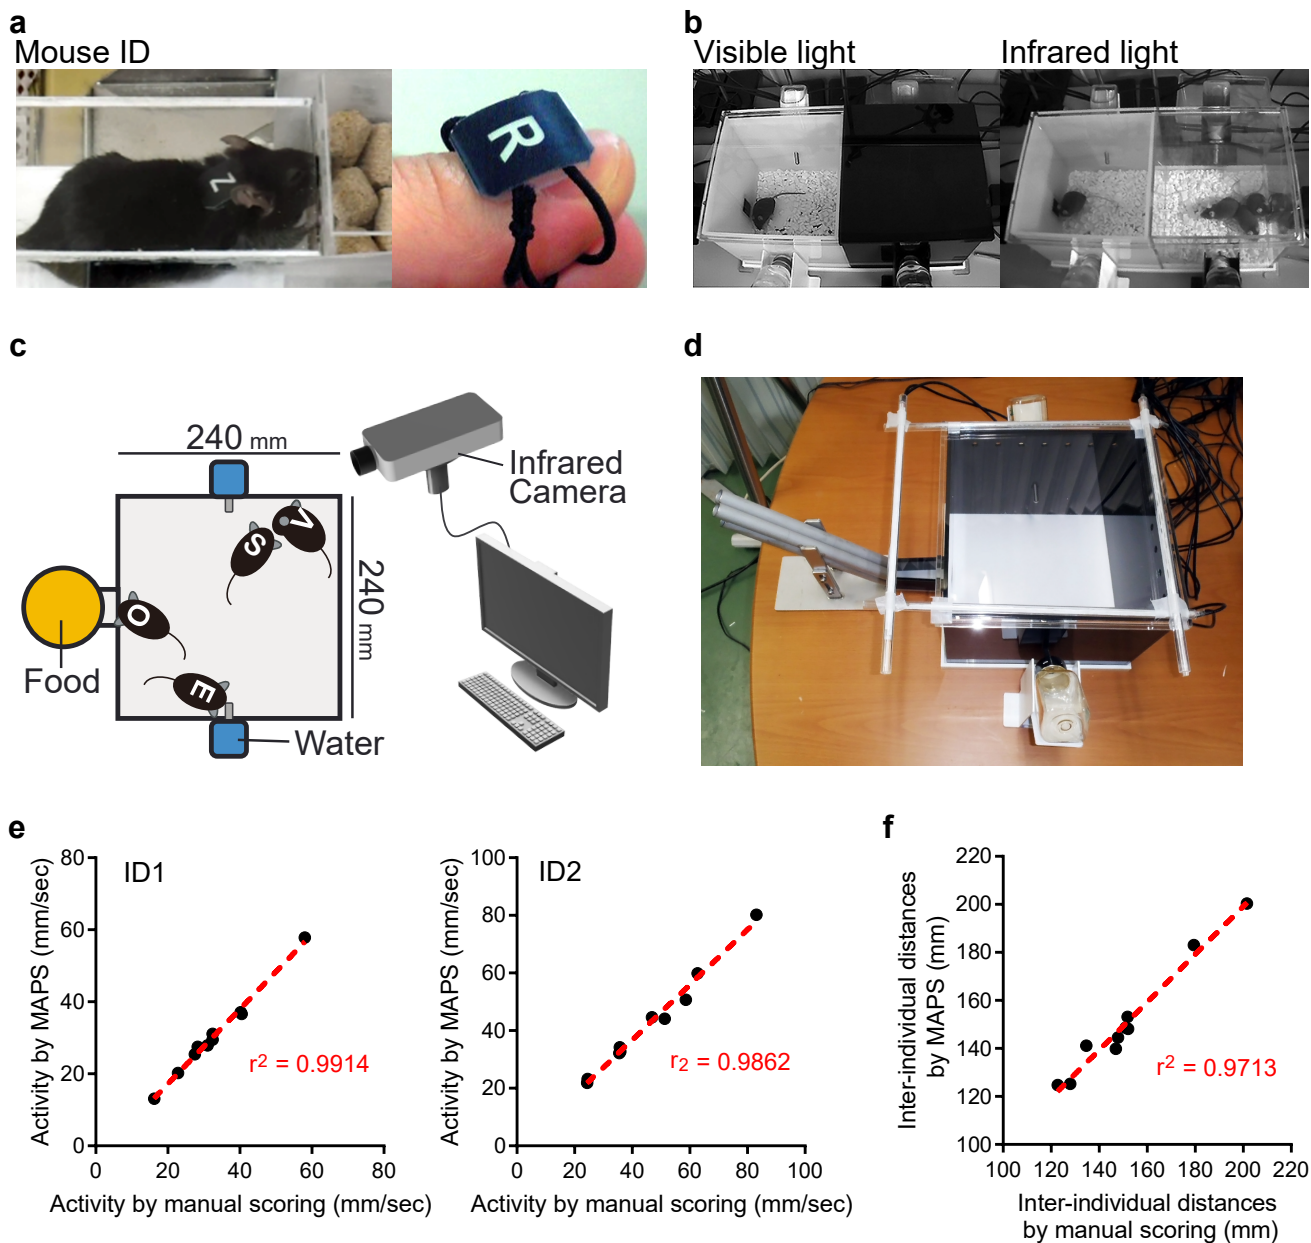 a
Mouse ID
Z
R
b
Visible light
Infrared light
c
240 mm
240 mm
V
S
O
E
Food
Water
Infrared
Camera
d
e
Activity by MAPS (mm/sec)
ID1
80
60
40
20
0
r² = 0.9914
0 20 40 60 80
Activity by manual scoring (mm/sec)
Activity by MAPS (mm/sec)
ID2
100
80
60
40
20
0
r₂ = 0.9862
0 20 40 60 80 100
Activity by manual scoring (mm/sec)
f
Inter-individual distances
by MAPS (mm)
220
200
180
160
140
120
100
r² = 0.9713
100 120 140 160 180 200 220
Inter-individual distances
by manual scoring (mm)